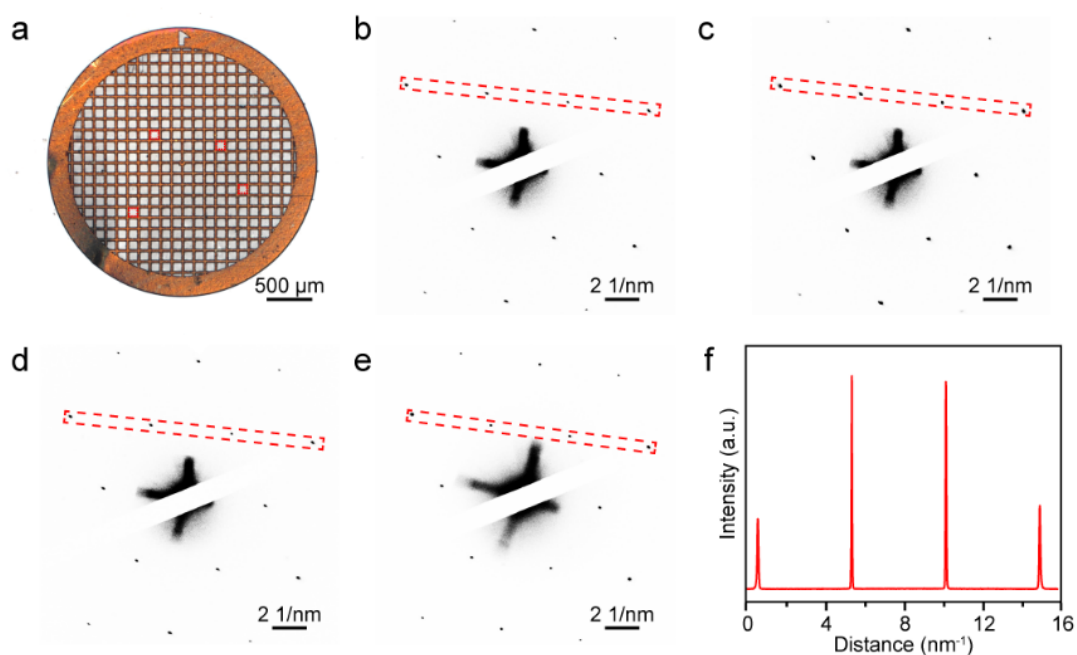 a
500 μm
b
2 1/nm
c
2 1/nm
d
2 1/nm
e
2 1/nm
f
Intensity (a.u.)
0 4 8 12 16
Distance (nm⁻¹)